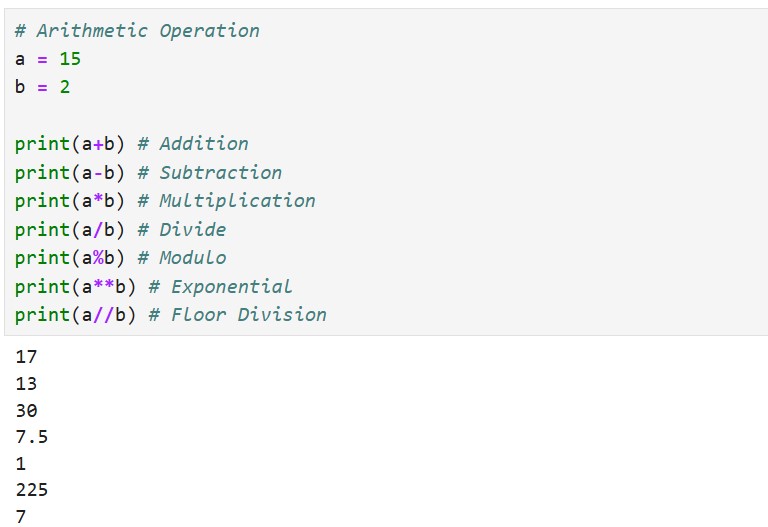 # Arithmetic Operation
a = 15
b = 2
print(a+b) # Addition
print(a-b) # Subtraction
print(a*b) # Multiplication
print(a/b) # Divide
print(a%b) # Modulo
print(a**b) # Exponential
print(a//b) # Floor Division
17
13
30
7.5
1
225
7